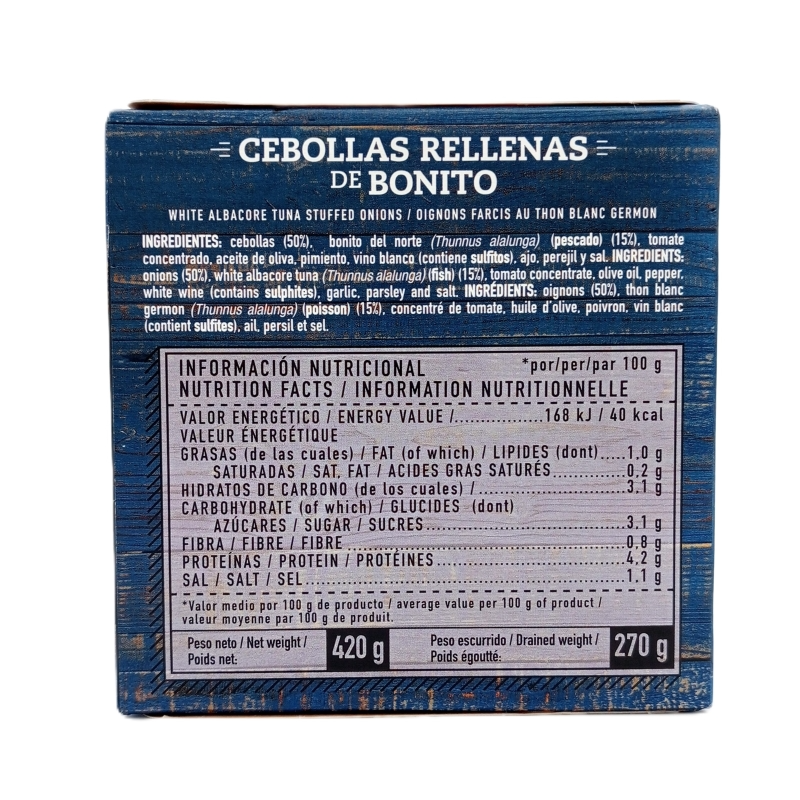 CEBOLLAS RELLENAS
DE BONITO
WHITE ALBACORE TUNA STUFFED ONIONS / OIGNONS FARCIS AU THON BLANC GERMON
INGREDIENTES: cebollas (50%), bonito del norte (Thunnus alalunga) (pescado) (15%), tomate
concentrado, aceite de oliva, pimiento, vino blanco (contiene sulfitos), ajo, perejil y sal. INGREDIENTS:
onions (50%), white albacore tuna (Thunnus alalunga) (fish) (15%), tomato concentrate, olive oil, pepper,
white wine (contains sulphites), garlic, parsley and salt. INGRÉDIENTS: oignons (50%), thon blanc
germon (Thunnus alalunga) (poisson) (15%), concentré de tomate, huile d'olive, poivron, vin blanc
(contient sulfites), ail, persil et sel.
INFORMACIÓN NUTRICIONAL *por/per/par 100 g
NUTRITION FACTS / INFORMATION NUTRITIONNELLE
VALOR ENERGÉTICO / ENERGY VALUE /.................168 kJ / 40 kcal
VALEUR ÉNERGÉTIQUE
GRASAS (de las cuales) / FAT (of which) / LIPIDES (dont).....1.0 g
SATURADAS / SAT. FAT / ACIDES GRAS SATURÉS...........0.2 g
HIDRATOS DE CARBONO (de los cuales) /......................3.1 g
CARBOHYDRATE (of which) / GLUCIDES (dont)
AZÚCARES / SUGAR / SUCRES..............................3.1 g
FIBRA / FIBRE / FIBRE..........................................0.8 g
PROTEÍNAS / PROTEIN / PROTÉINES............................4.2 g
SAL / SALT / SEL................................................1.1 g
*Valor medio por 100 g de producto / average value per 100 g of product /
valeur moyenne par 100 g de produit.
Peso neto / Net weight / 420 g Peso escurrido / Drained weight / 270 g
Poids net: Poids égoutté: